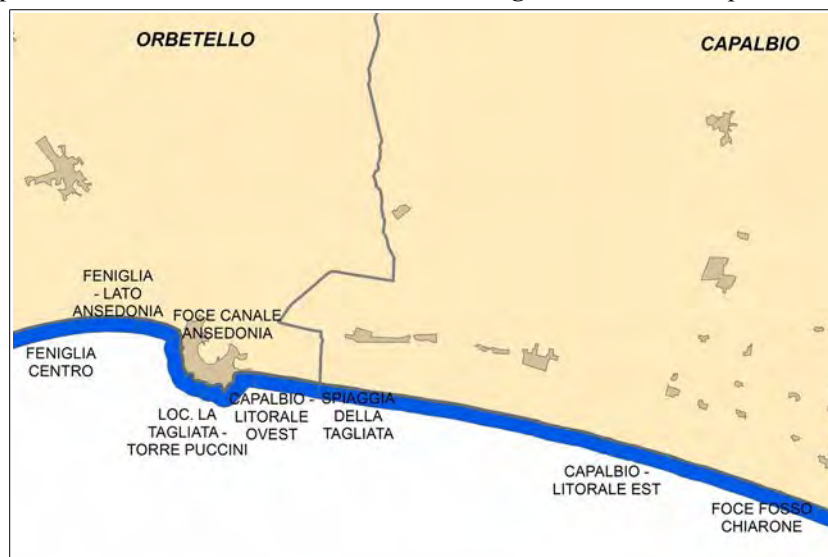 ORBETELLO
CAPALBIO
FENIGLIA
- LATO
ANSEDONIA
FOCE CANALE
ANSEDONIA
FENIGLIA
CENTRO
LOC. LA
TAGLIATA -
TORRE PUCCINI
CAPALBIO -
LITORALE
OVEST
SPIAGGIA
DELLA
TAGLIATA
CAPALBIO -
LITORALE EST
FOCE FOSSO
CHIARONE